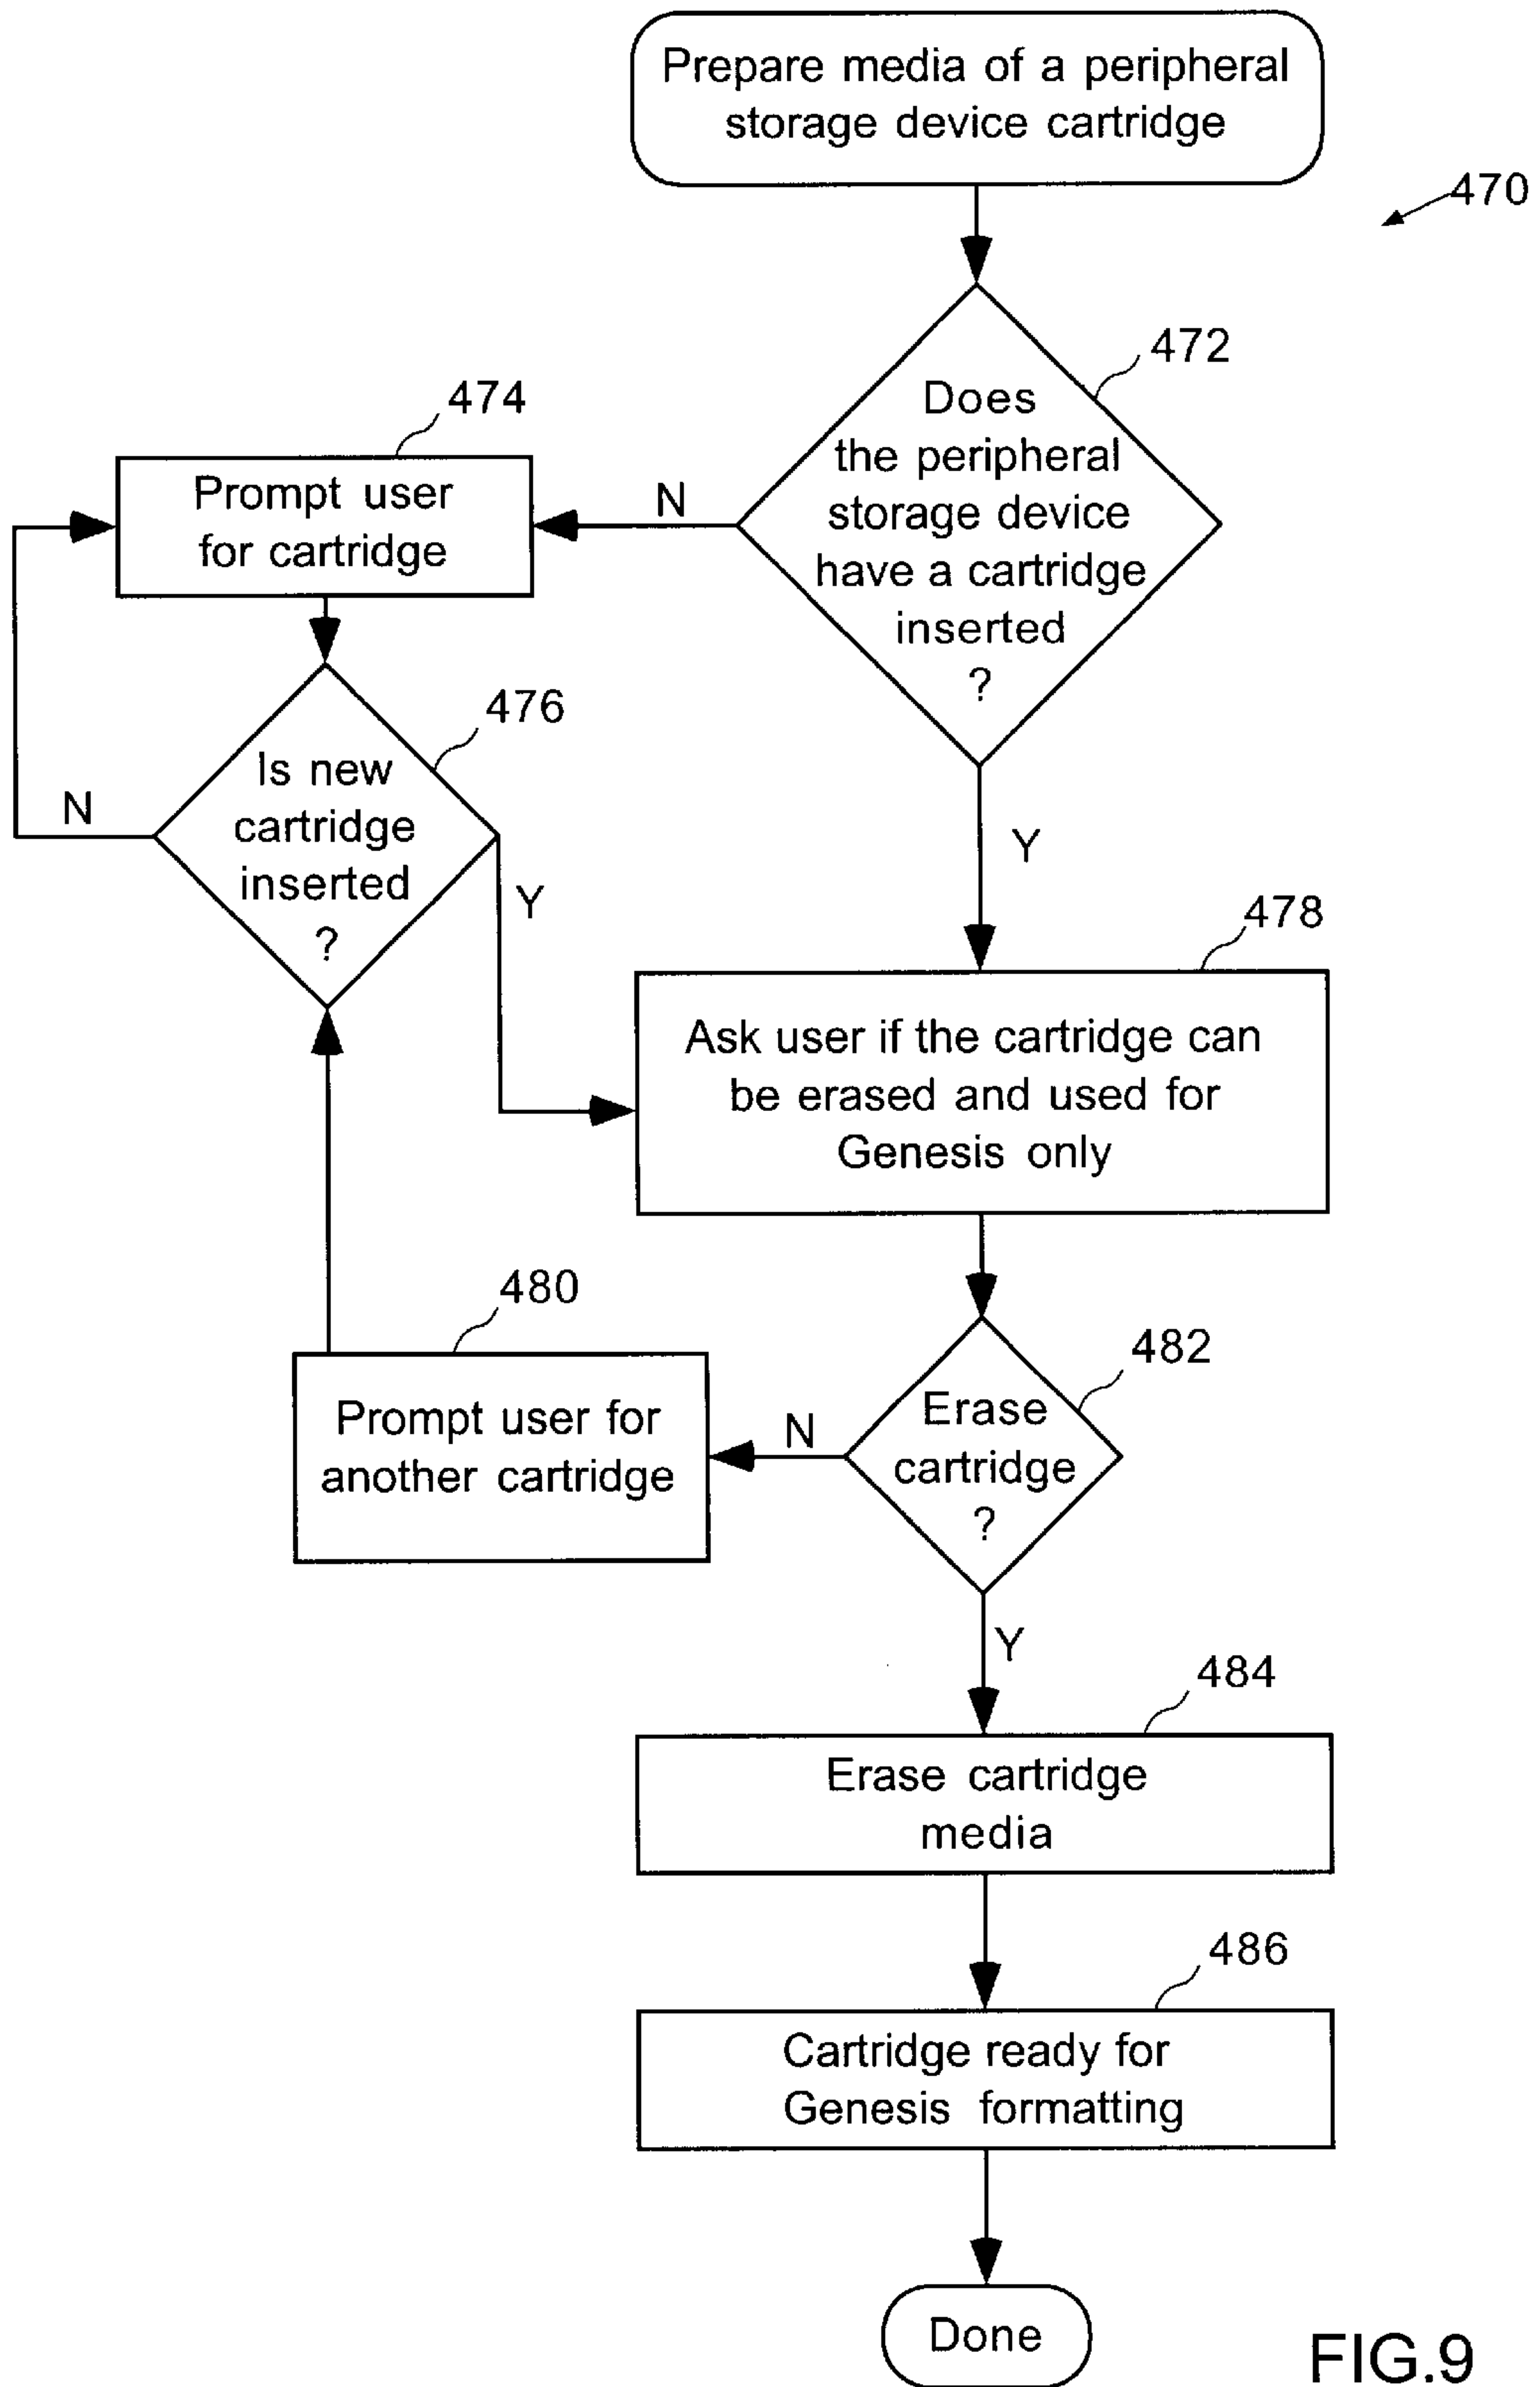 Prepare media of a peripheral
storage device cartridge
470
472
Does
the peripheral
storage device
have a cartridge
inserted
?
N
474
Prompt user
for cartridge
476
Is new
cartridge
inserted
?
N
Y
Y
478
Ask user if the cartridge can
be erased and used for
Genesis only
480
Prompt user for
another cartridge
482
Erase
cartridge
?
N
Y
484
Erase cartridge
media
486
Cartridge ready for
Genesis formatting
Done
FIG.9